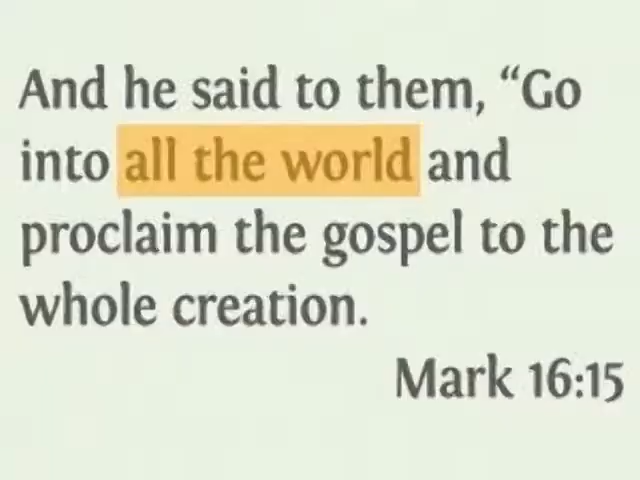 And he said to them, “Go
into all the world and
proclaim the gospel to the
whole creation.
Mark 16:15